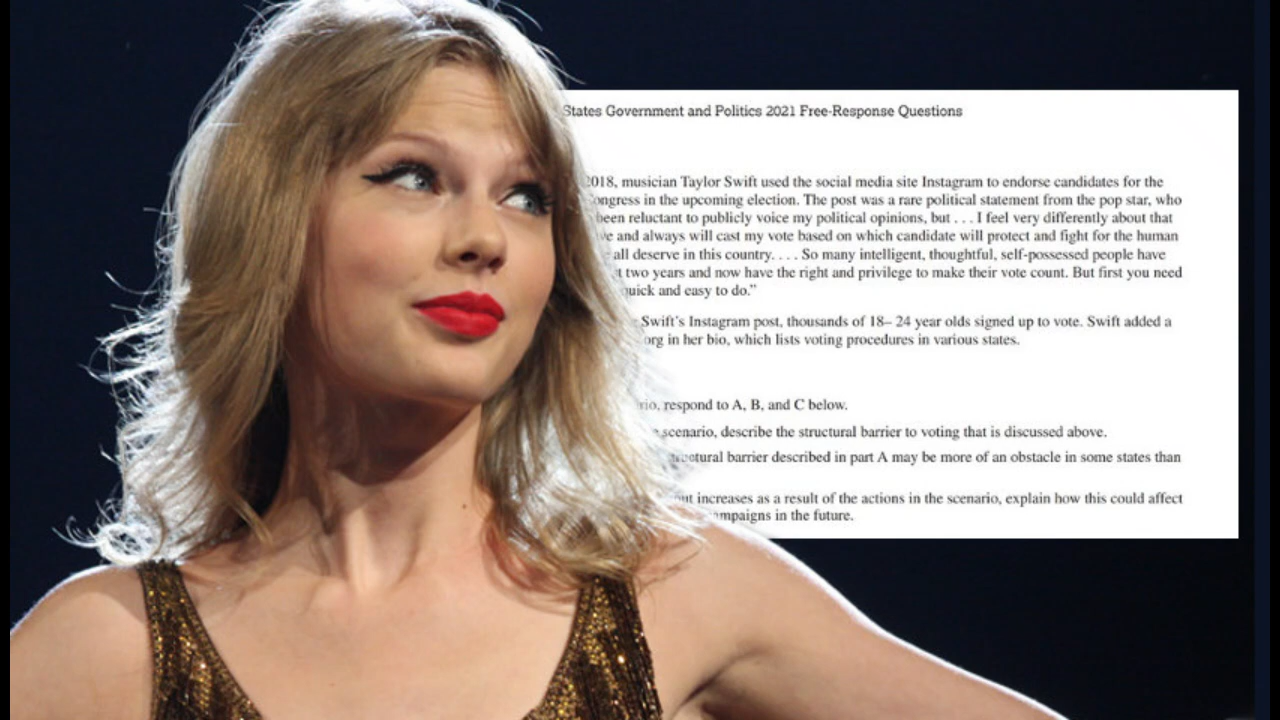 States Government and Politics 2021 Free-Response Questions
2018, musician Taylor Swift used the social media site Instagram to endorse candidates for the
ongress in the upcoming election. The post was a rare political statement from the pop star, who
been reluctant to publicly voice my political opinions, but . . . I feel very differently about that
ve and always will cast my vote based on which candidate will protect and fight for the human
all deserve in this country. . . . So many intelligent, thoughtful, self-possessed people have
t two years and now have the right and privilege to make their vote count. But first you need
quick and easy to do.”
Swift’s Instagram post, thousands of 18– 24 year olds signed up to vote. Swift added a
org in her bio, which lists voting procedures in various states.
rio, respond to A, B, and C below.
scenario, describe the structural barrier to voting that is discussed above.
structural barrier described in part A may be more of an obstacle in some states than
out increases as a result of the actions in the scenario, explain how this could affect
ampaigns in the future.